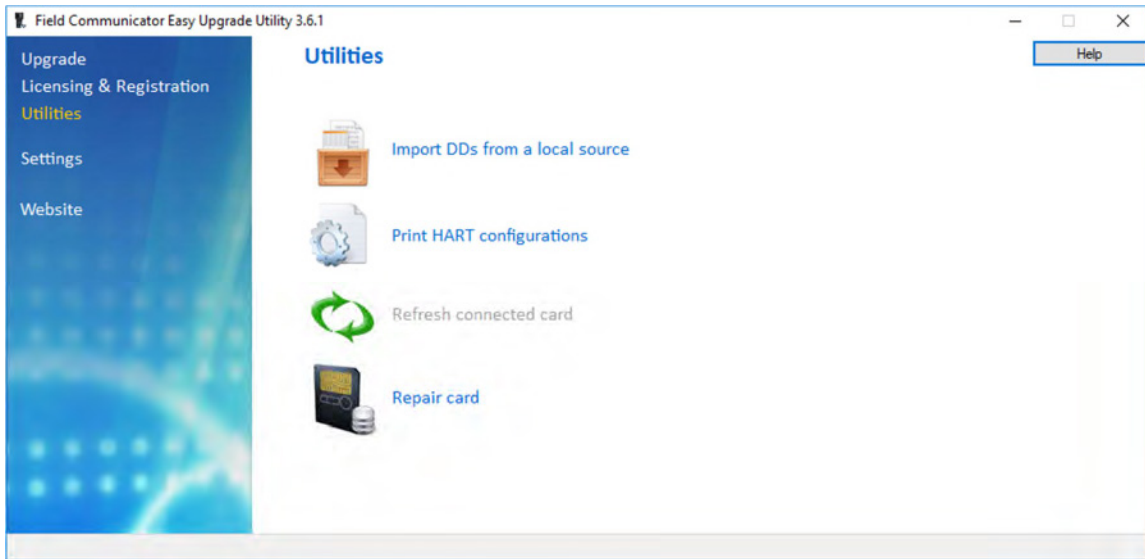 Field Communicator Easy Upgrade Utility 3.6.1
Upgrade
Licensing & Registration
Utilities
Settings
Website
Utilities
Help
Import DDs from a local source
Print HART configurations
Refresh connected card
Repair card